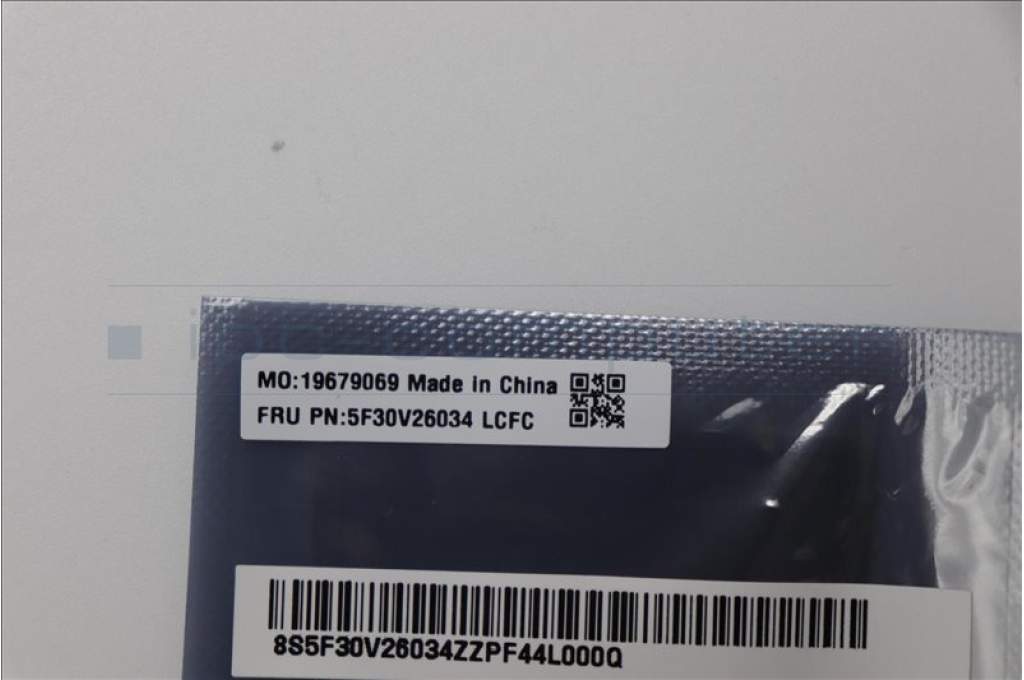 MO:19679069 Made in China
FRU PN:5F30V26034 LCFC
8S5F30V26034ZZPF44L000Q